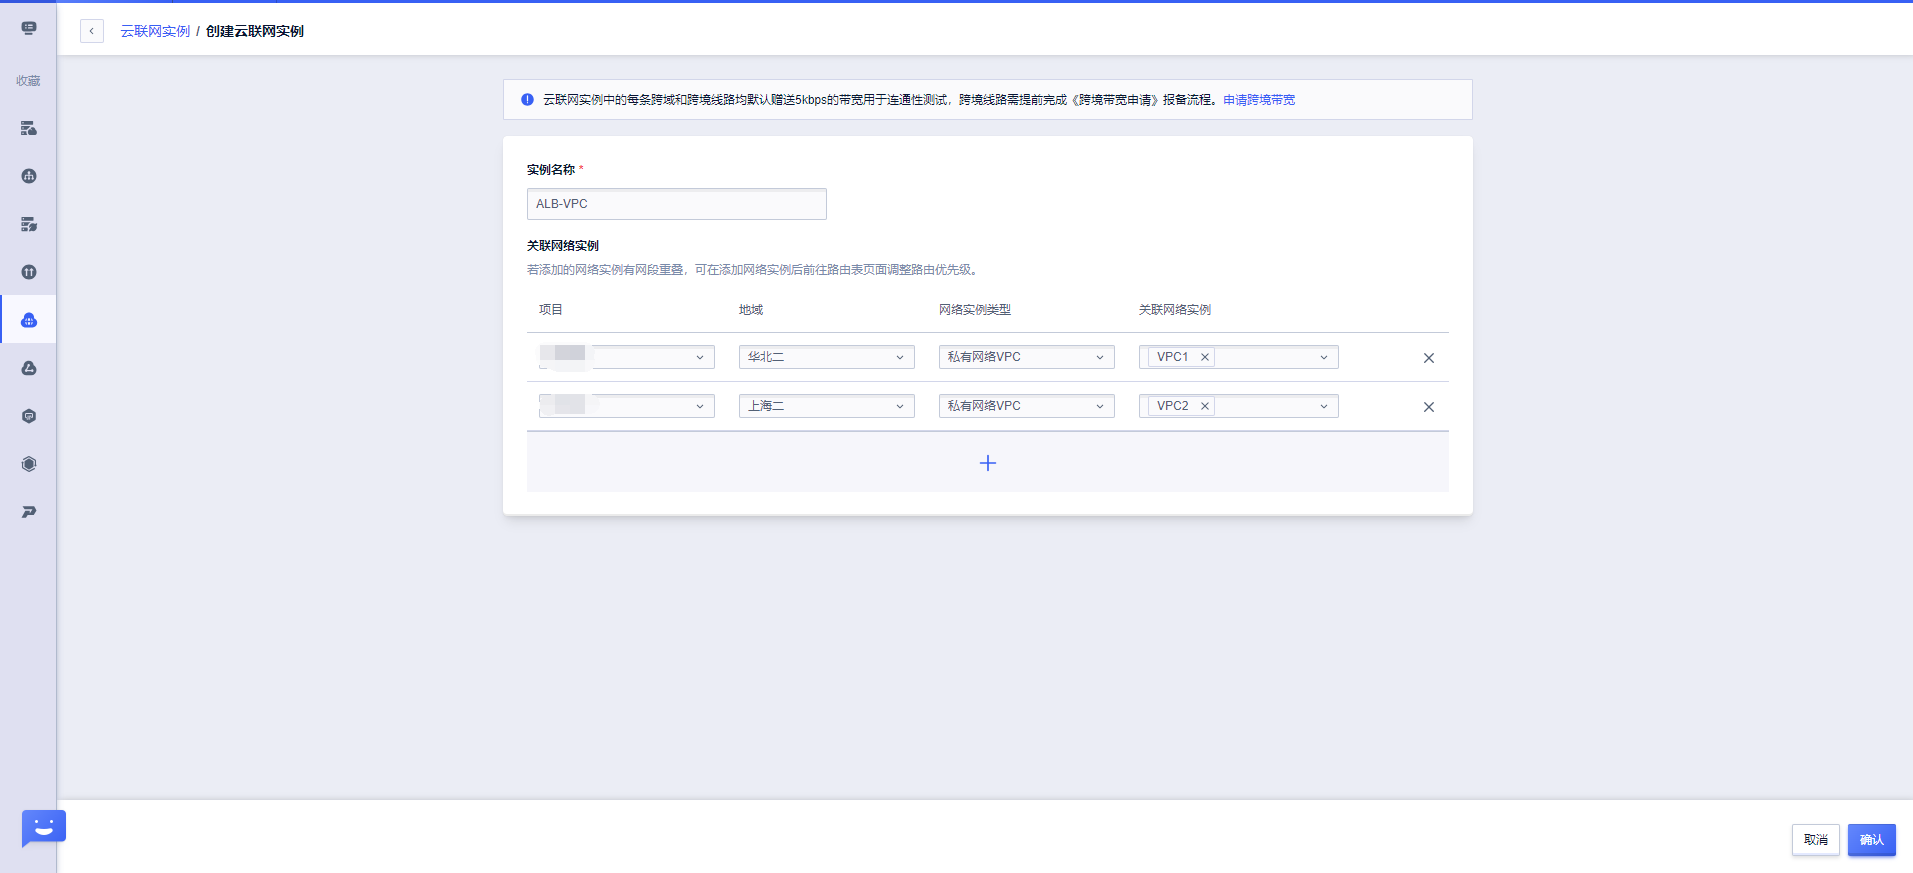 云联网实例 / 创建云联网实例
收藏
云联网实例中的每条跨域和跨境线路均默认赠送5kbps的带宽用于连通性测试，跨境线路需提前完成《跨境带宽申请》报备流程。申请跨境带宽
实例名称 *
ALB-VPC
关联网络实例
若添加的网络实例有网段重叠，可在添加网络实例后前往路由表页面调整路由优先级。
项目 地域 网络实例类型 关联网络实例
华北二 私有网络VPC VPC1
上海二 私有网络VPC VPC2
取消 确认